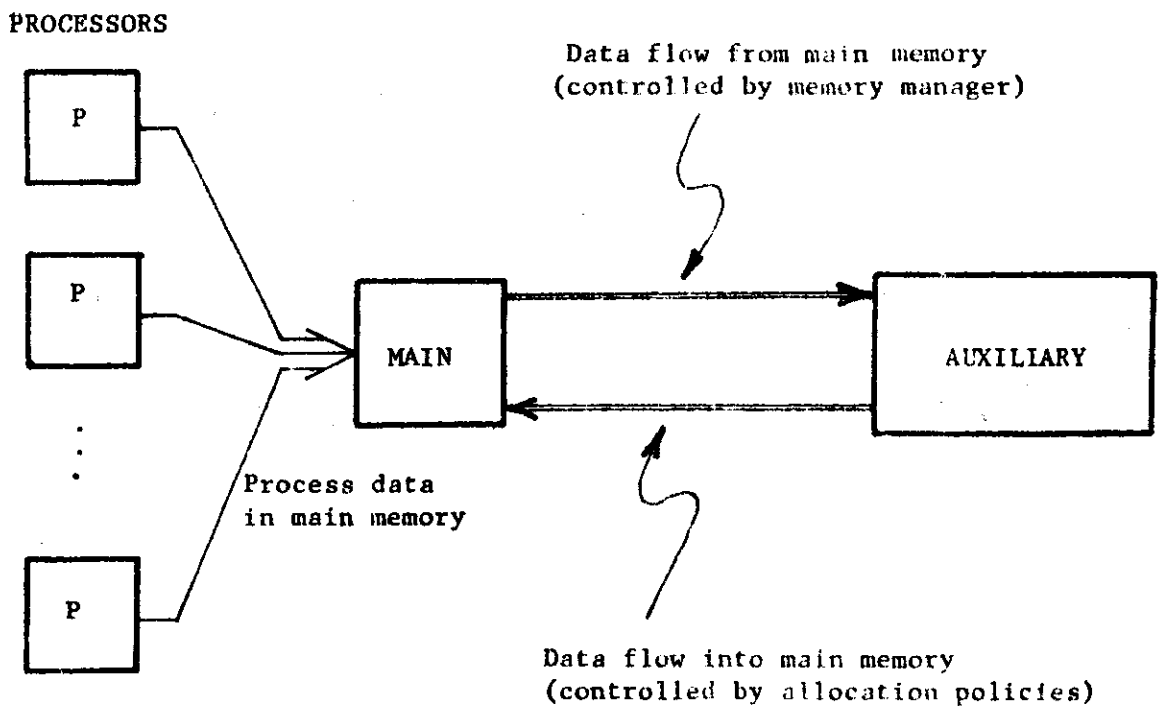 PROCESSORS
Data flow from main memory
(controlled by memory manager)
P
P
MAIN
AUXILIARY
Process data
in main memory
P
Data flow into main memory
(controlled by allocation policies)